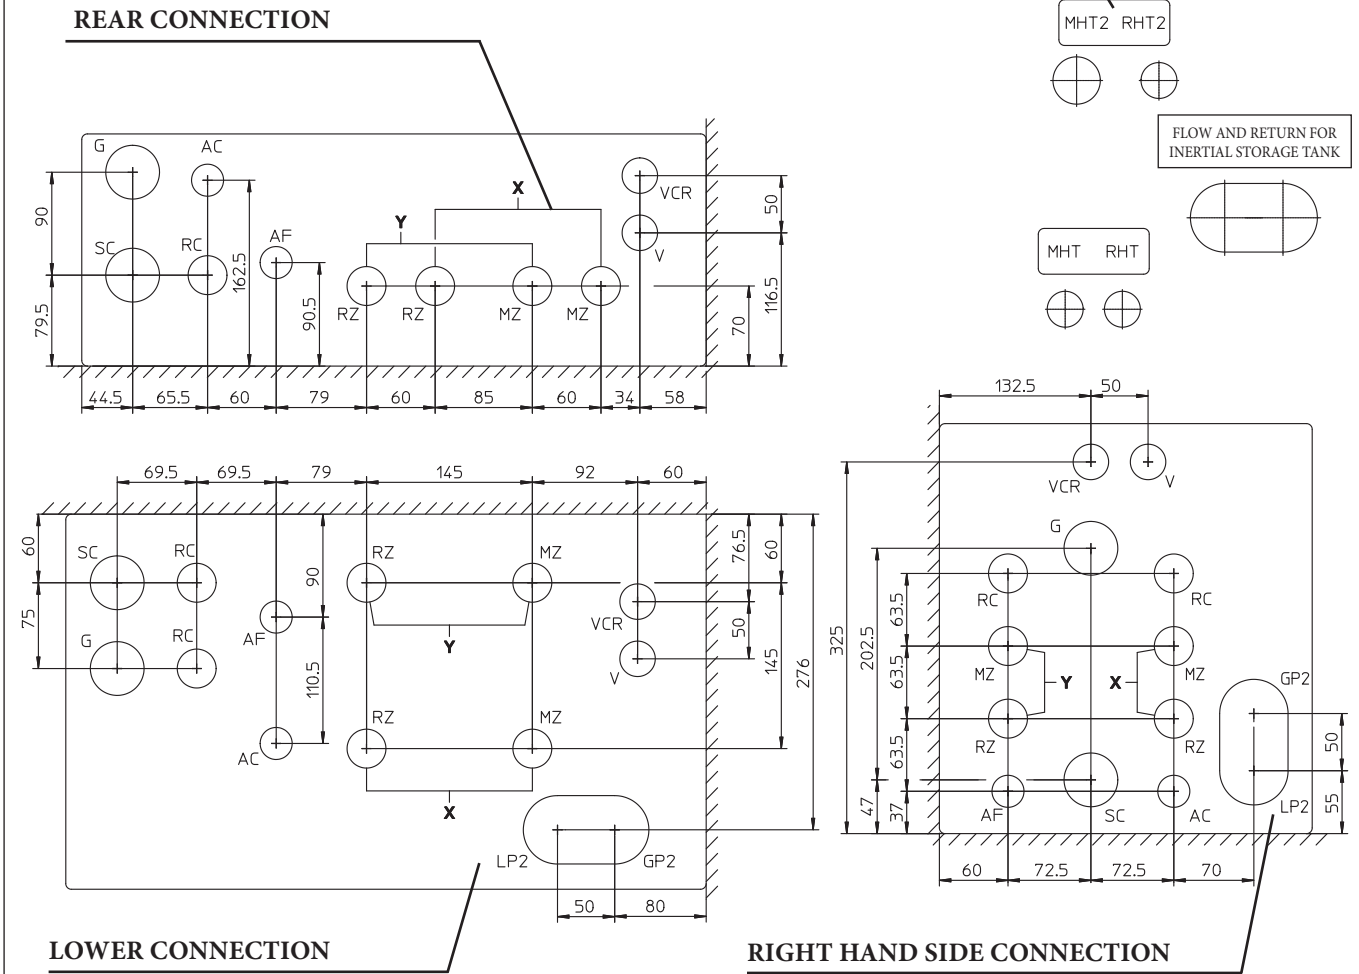 REAR CONNECTION
MHT2 RHT2
FLOW AND RETURN FOR
INERTIAL STORAGE TANK
MHT RHT
G AC
X
VCR
Y
50
90
SC RC AF V
162.5
116.5
79.5
90.5
RZ RZ MZ MZ
70
44.5 65.5 60 79 60 85 60 34 58
69.5 69.5 79 145 92 60
60
SC RC RZ MZ
90
76.5
60
75
G RC AF
Y
VCR
50
V
110.5
145
276
AC RZ MZ
X
LP2 GP2
50 80
LOWER CONNECTION
132.5 50
VCR V
G
RC RC
325
202.5
63.5
MZ Y X MZ
63.5
GP2
RZ RZ
63.5
50
47
37
AF SC AC LP2
55
60 72.5 72.5 70
RIGHT HAND SIDE CONNECTION